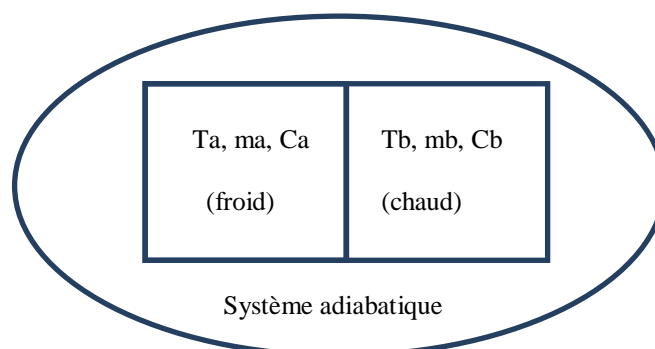 Ta, ma, Ca
(froid)
Tb, mb, Cb
(chaud)
Système adiabatique